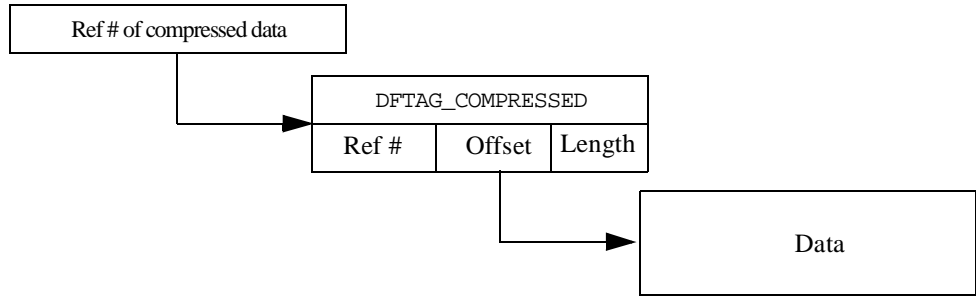 Ref # of compressed data
DFTAG_COMPRESSED
Ref # Offset Length
Data